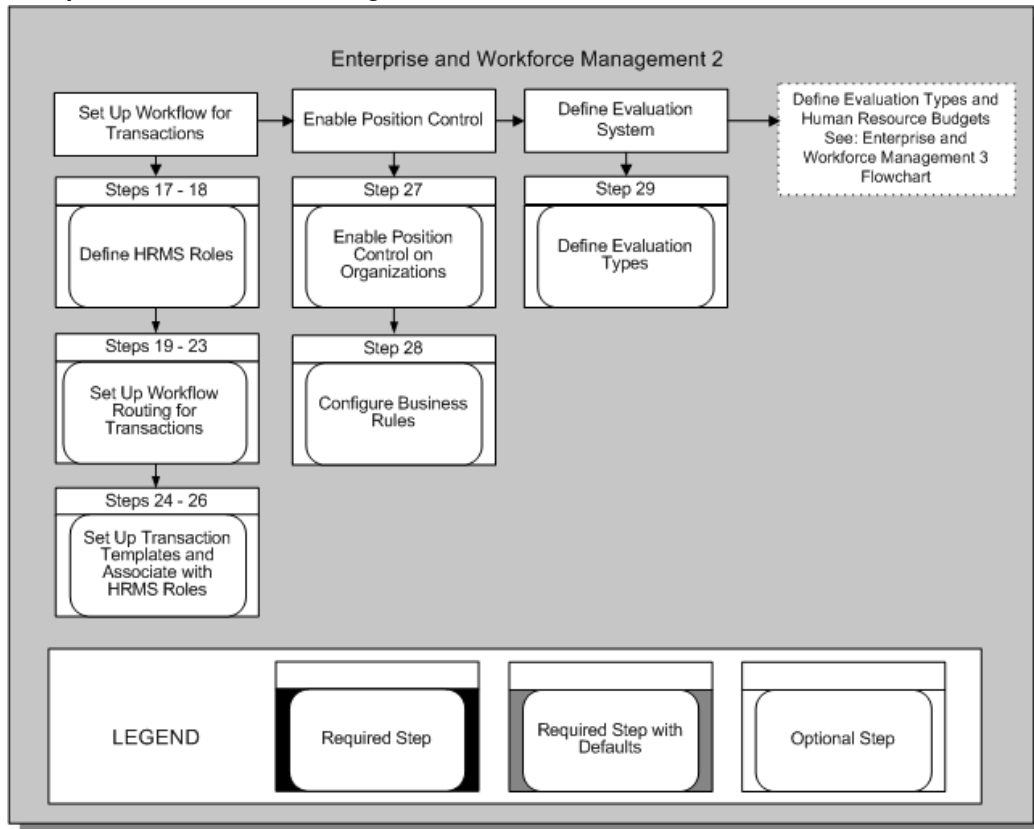 Enterprise and Workforce Management 2
Set Up Workflow for
Transactions
Enable Position Control
Define Evaluation
System
Define Evaluation Types and
Human Resource Budgets
See: Enterprise and
Workforce Management 3
Flowchart
Steps 17 - 18
Define HRMS Roles
Step 27
Enable Position
Control on
Organizations
Step 29
Define Evaluation
Types
Steps 19 - 23
Set Up Workflow
Routing for
Transactions
Step 28
Configure Business
Rules
Steps 24 - 26
Set Up Transaction
Templates and
Associate with
HRMS Roles
LEGEND
Required Step
Required Step with
Defaults
Optional Step